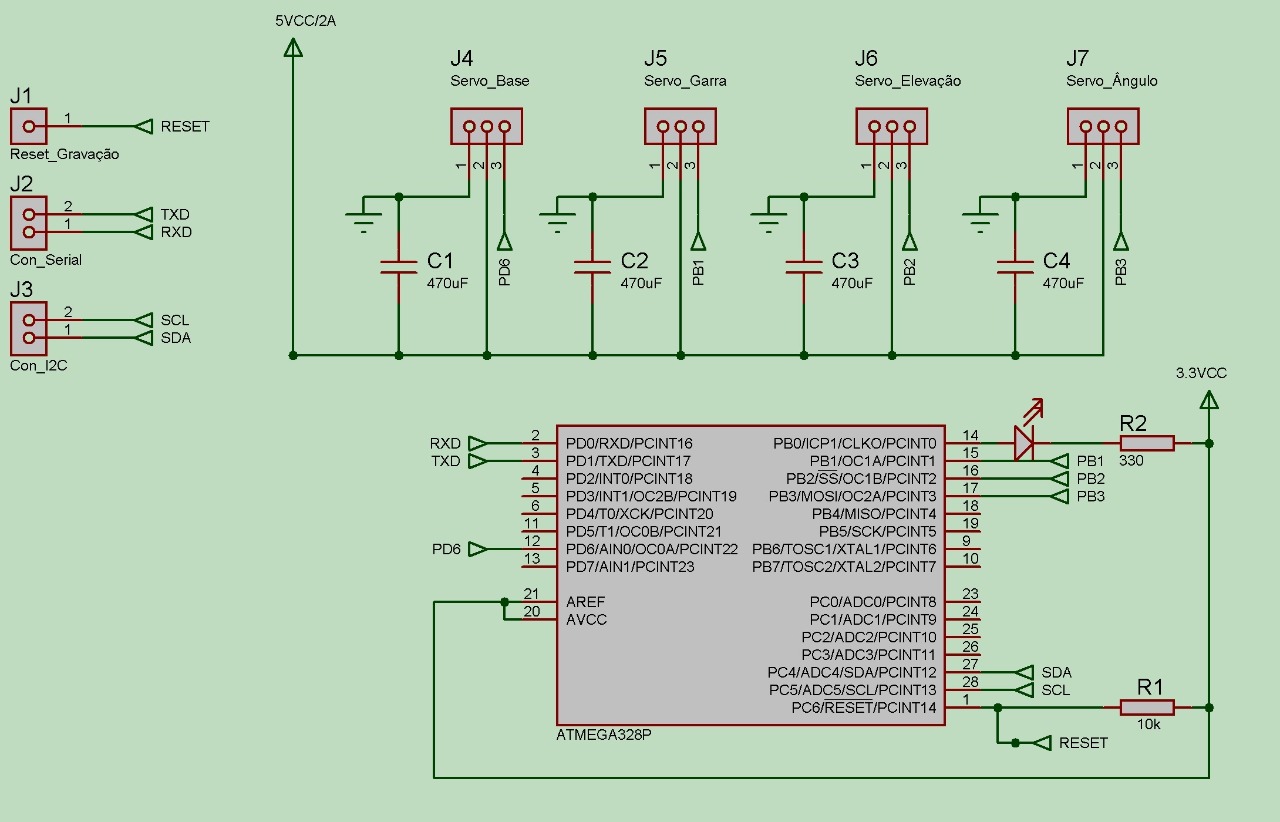 5VCC/2A
J1
1
RESET
Reset_Gravação
J2
2
TXD
1
RXD
Con_Serial
J3
2
SCL
1
SDA
Con_I2C
J4
Servo_Base
1 2 3
C1
470uF
PD6
J5
Servo_Garra
1 2 3
C2
470uF
PB1
J6
Servo_Elevação
1 2 3
C3
470uF
PB2
J7
Servo_Ângulo
1 2 3
C4
470uF
PB3
3.3VCC
RXD 2 PD0/RXD/PCINT16
TXD 3 PD1/TXD/PCINT17
4 PD2/INT0/PCINT18
5 PD3/INT1/OC2B/PCINT19
6 PD4/T0/XCK/PCINT20
11 PD5/T1/OC0B/PCINT21
PD6 12 PD6/AIN0/OC0A/PCINT22
13 PD7/AIN1/PCINT23
21 AREF
20 AVCC
PB0/ICP1/CLKO/PCINT0 14
PB1/OC1A/PCINT1 15 PB1
PB2/SS/OC1B/PCINT2 16 PB2
PB3/MOSI/OC2A/PCINT3 17 PB3
PB4/MISO/PCINT4 18
PB5/SCK/PCINT5 19
PB6/TOSC1/XTAL1/PCINT6 9
PB7/TOSC2/XTAL2/PCINT7 10
PC0/ADC0/PCINT8 23
PC1/ADC1/PCINT9 24
PC2/ADC2/PCINT10 25
PC3/ADC3/PCINT11 26
PC4/ADC4/SDA/PCINT12 27 SDA
PC5/ADC5/SCL/PCINT13 28 SCL
PC6/RESET/PCINT14 1
RESET
R2
330
R1
10k
ATMEGA328P